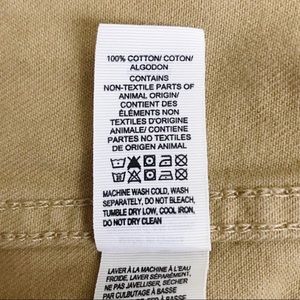 100% COTTON/ COTON/
ALGODON
CONTAINS
NON-TEXTILE PARTS OF
ANIMAL ORIGIN/
CONTIENT DES
ÉLÉMENTS NON
TEXTILES D'ORIGINE
ANIMALE/ CONTIENE
PARTES NO TEXTILES
DE ORIGEN ANIMAL
MACHINE WASH COLD, WASH
SEPARATELY, DO NOT BLEACH,
TUMBLE DRY LOW, COOL IRON,
DO NOT DRY CLEAN
LAVER À LA MACHINE À L'EAU
FROIDE, LAVER SÉPARÉMENT,
NE PAS JAVELLISER, SÉCHER
PAR CULBUTAGE À BASSE